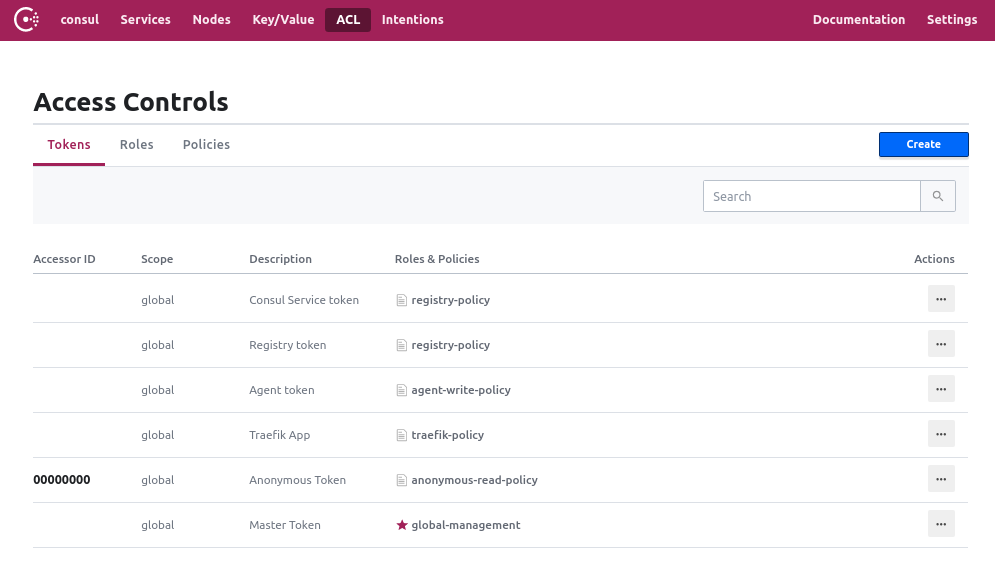 consul Services Nodes Key/Value ACL Intentions Documentation Settings
Access Controls
Tokens Roles Policies Create
Search
Accessor ID Scope Description Roles & Policies Actions
global Consul Service token registry-policy
global Registry token registry-policy
global Agent token agent-write-policy
global Traefik App traefik-policy
00000000 global Anonymous Token anonymous-read-policy
global Master Token global-management